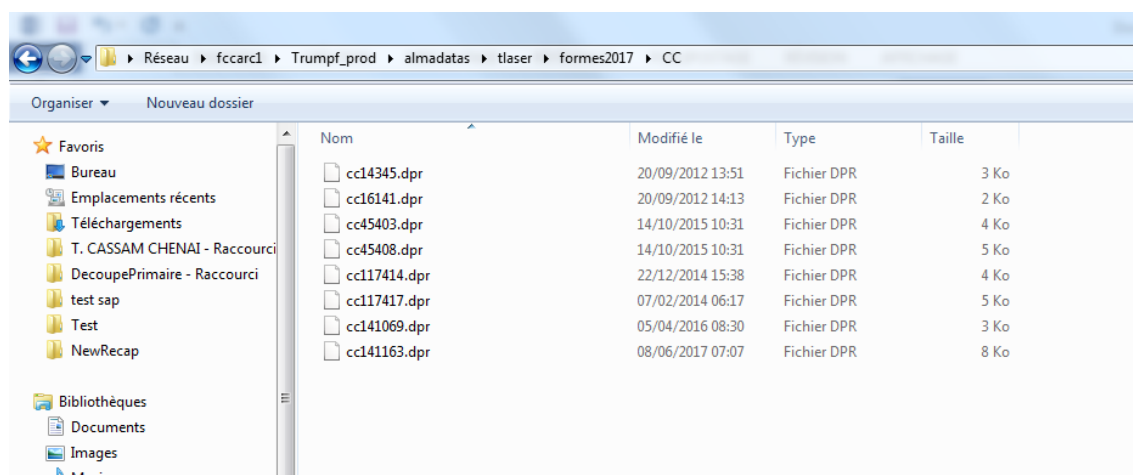 Réseau ▸ fccarc1 ▸ Trumpf_prod ▸ almadatas ▸ tlaser ▸ formes2017 ▸ CC
Organiser Nouveau dossier
Nom Modifié le Type Taille
Favoris
Bureau
Emplacements récents
Téléchargements
T. CASSAM CHENAI - Raccourci
DecoupePrimaire - Raccourci
test sap
Test
NewRecap
Bibliothèques
Documents
Images
cc14345.dpr 20/09/2012 13:51 Fichier DPR 3 Ko
cc16141.dpr 20/09/2012 14:13 Fichier DPR 2 Ko
cc45403.dpr 14/10/2015 10:31 Fichier DPR 4 Ko
cc45408.dpr 14/10/2015 10:31 Fichier DPR 5 Ko
cc117414.dpr 22/12/2014 15:38 Fichier DPR 4 Ko
cc117417.dpr 07/02/2014 06:17 Fichier DPR 5 Ko
cc141069.dpr 05/04/2016 08:30 Fichier DPR 3 Ko
cc141163.dpr 08/06/2017 07:07 Fichier DPR 8 Ko